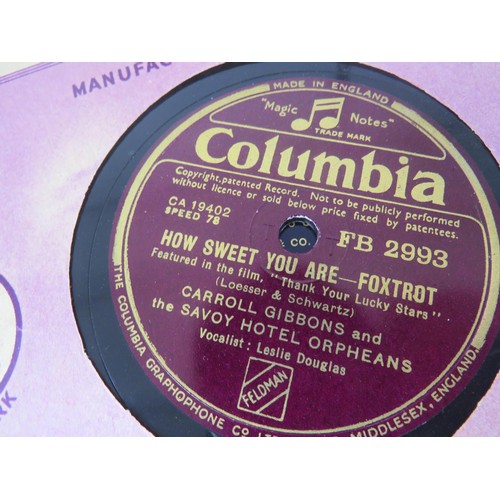 MANUFAC
MADE IN ENGLAND
"Magic Notes"
TRADE MARK
Columbia
Copyright, patented Record. Not to be publicly performed
without licence or sold below price fixed by patentees.
CA 19402
SPEED 78
CO.
FB 2993
HOW SWEET YOU ARE—FOXTROT
Featured in the film, "Thank Your Lucky Stars"
(Loesser & Schwartz)
CARROLL GIBBONS and
the SAVOY HOTEL ORPHEANS
Vocalist: Leslie Douglas
FELDMAN
THE COLUMBIA GRAPHOPHONE CO MIDDLESEX, ENGLAND
RK